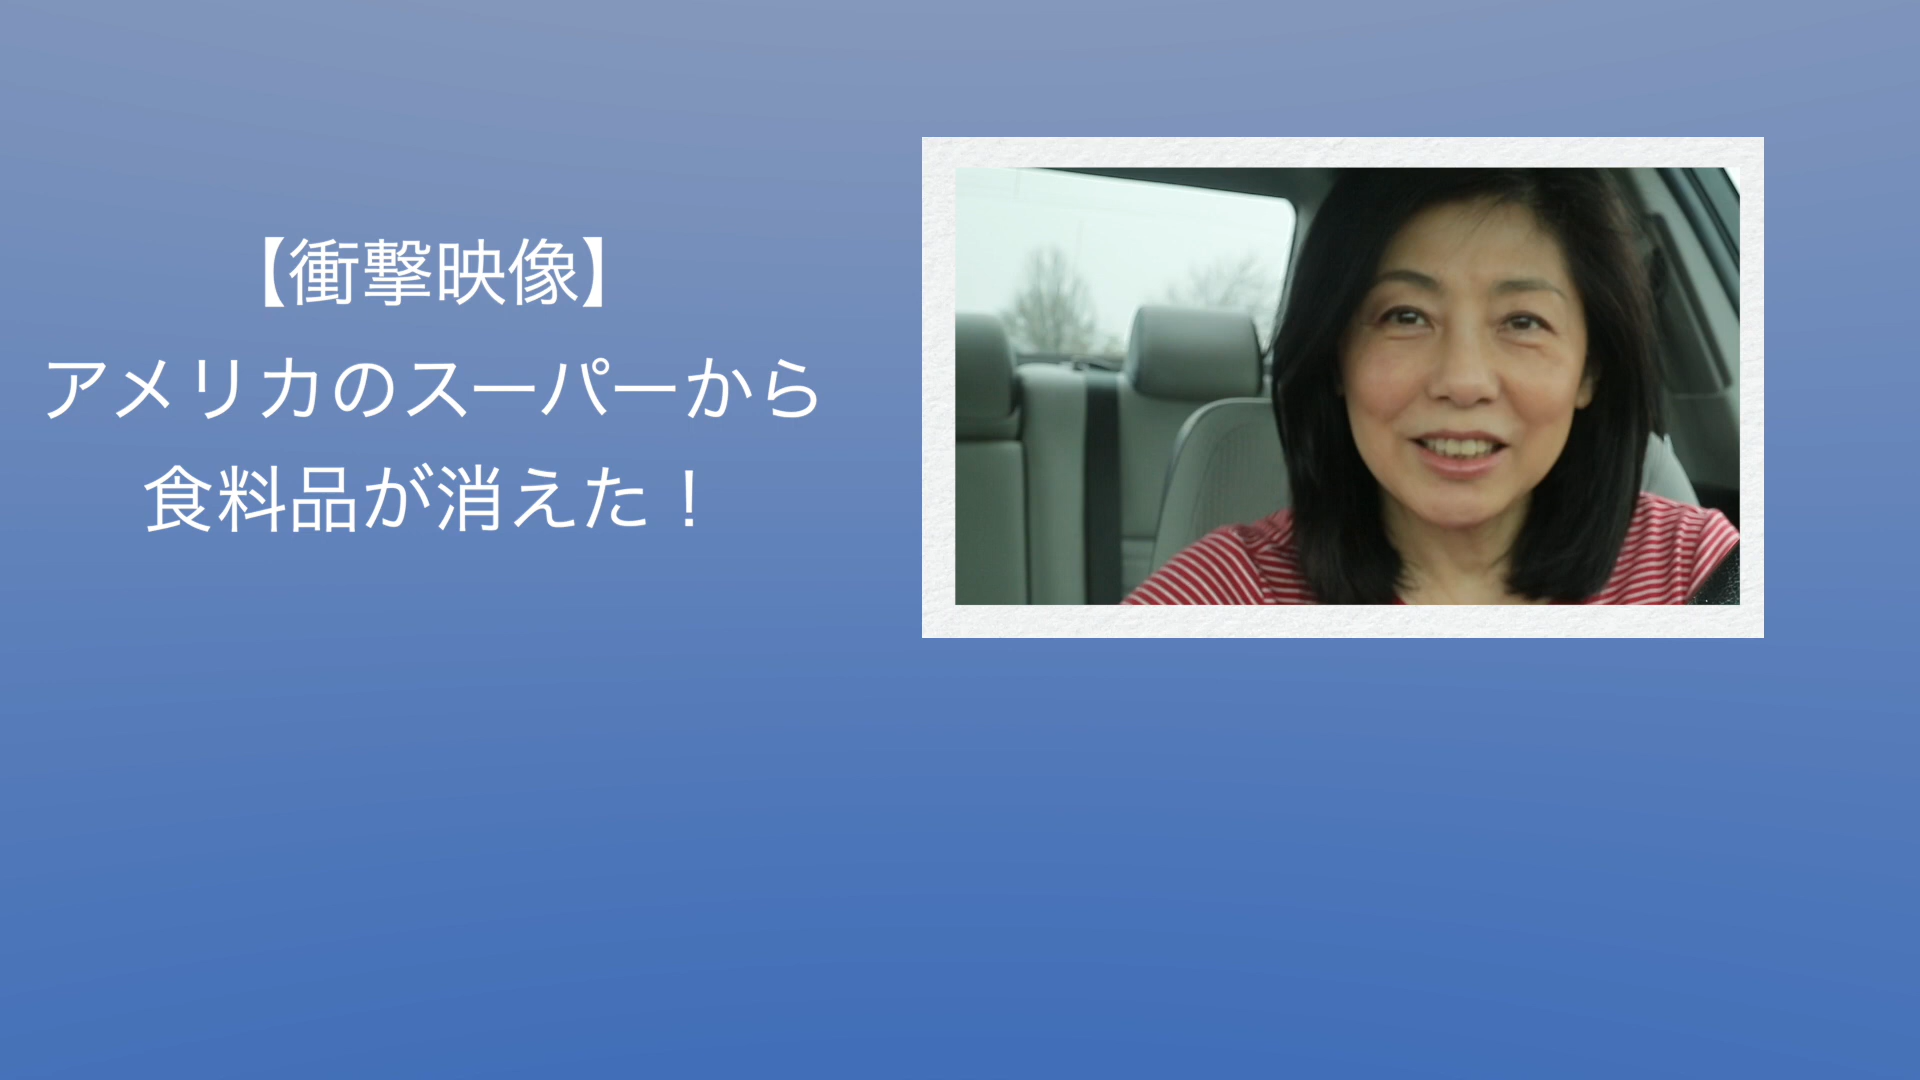 【衝撃映像】
アメリカのスーパーから
食料品が消えた！